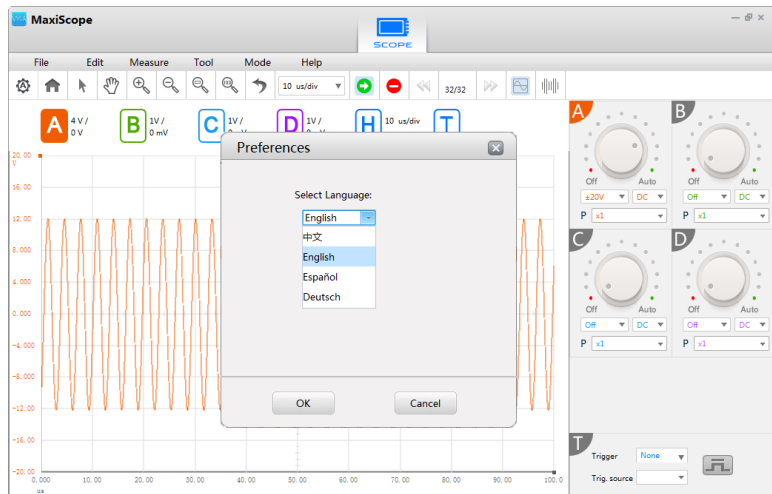 MaxiScope
SCOPE
File Edit Measure Tool Mode Help
10 us/div 32/32
A 4 V / 0 V B 1V / 0 mV C 1V / D 1V / H 10 us/div T
Preferences
Select Language:
English
中文
English
Español
Deutsch
OK Cancel
20.00
V
16.00
12.00
8.000
4.000
0.000
-4.000
-8.000
-12.00
-16.00
-20.00
0.000 10.00 20.00 30.00 40.00 50.00 60.00 70.00 80.00 90.00 100.0
us
A B
Off Auto Off Auto
±20V DC Off DC
P x1 P x1
C D
Off Auto Off Auto
Off DC Off DC
P x1 P x1
T
Trigger None
Trig. source